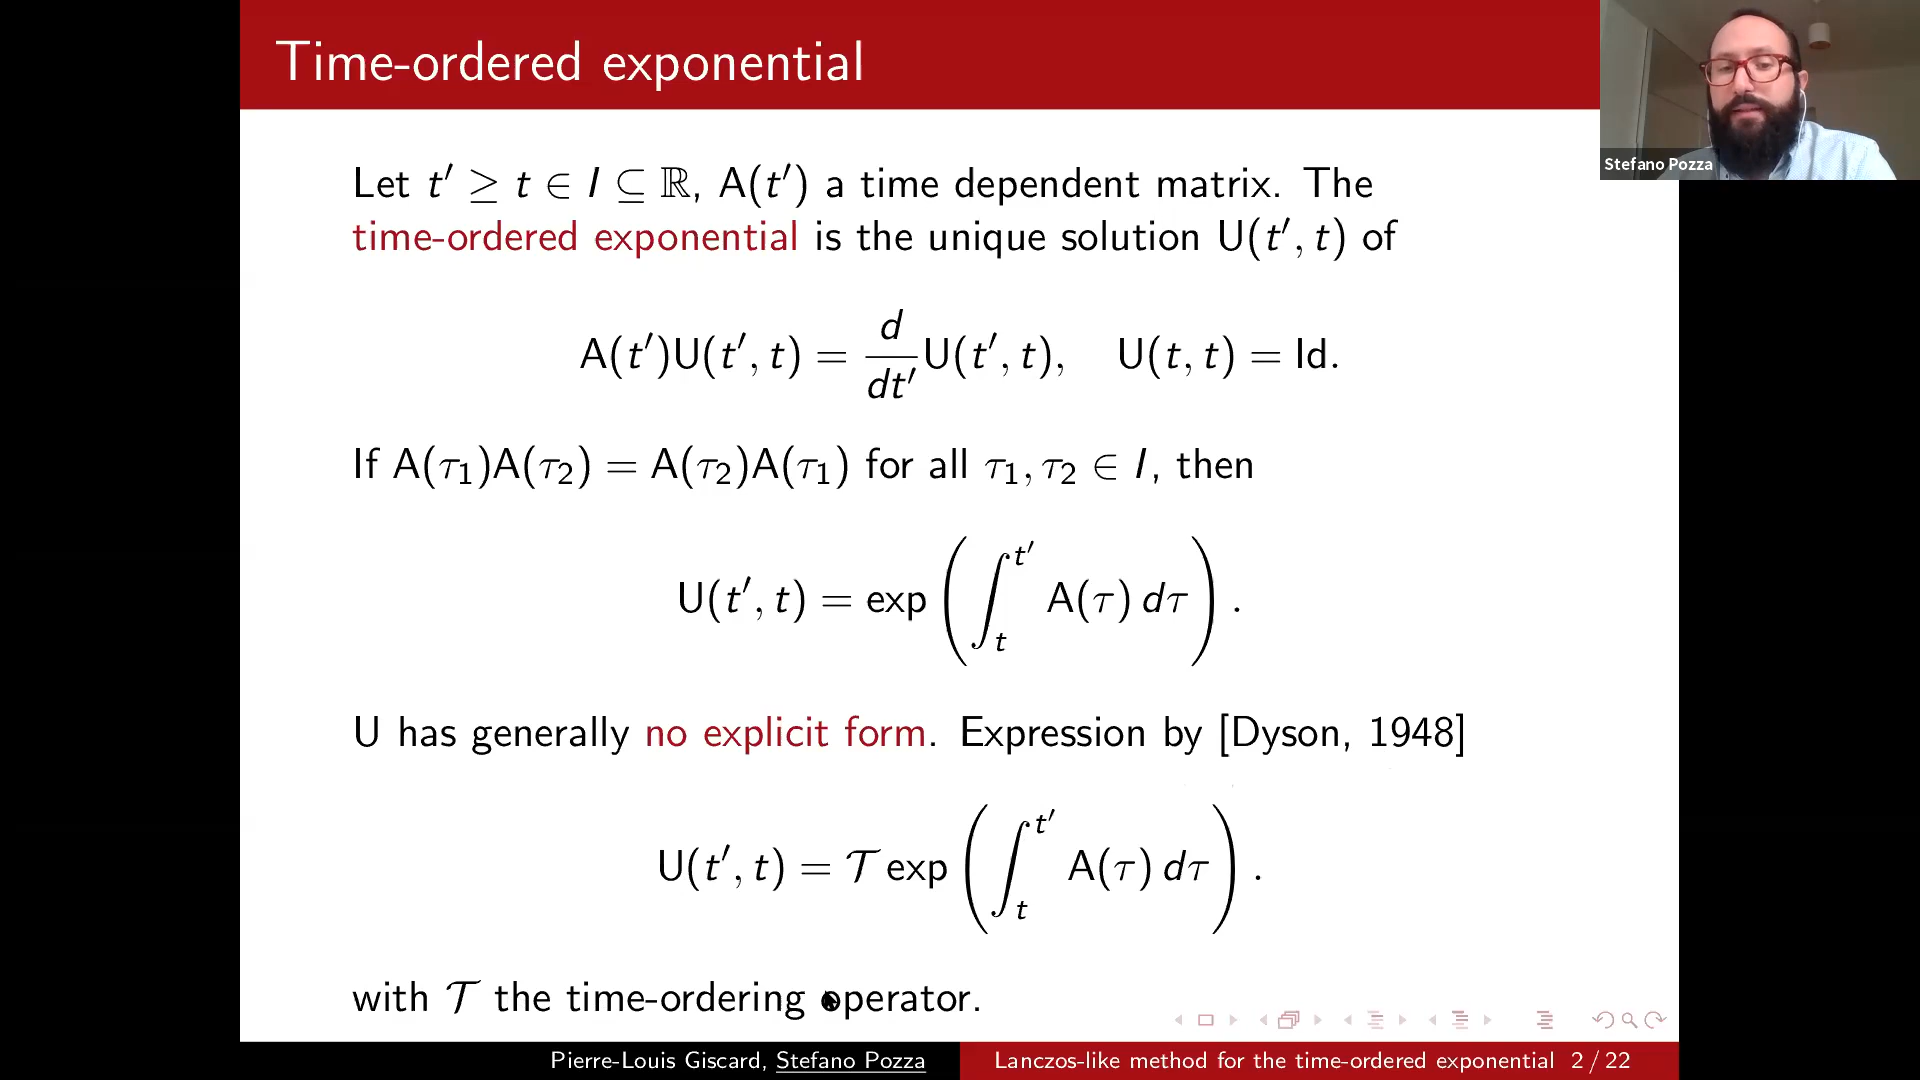 Time-ordered exponential
Stefano Pozza
Let t′ ≥ t ∈ I ⊆ ℝ, A(t′) a time dependent matrix. The
time-ordered exponential is the unique solution U(t′, t) of
A(t′)U(t′, t) = d/dt′ U(t′, t), U(t, t) = Id.
If A(τ₁)A(τ₂) = A(τ₂)A(τ₁) for all τ₁, τ₂ ∈ I, then
U(t′, t) = exp(∫ₜᵗ′ A(τ) dτ).
U has generally no explicit form. Expression by [Dyson, 1948]
U(t′, t) = 𝒯 exp(∫ₜᵗ′ A(τ) dτ).
with 𝒯 the time-ordering operator.
Pierre-Louis Giscard, Stefano Pozza
Lanczos-like method for the time-ordered exponential 2 / 22